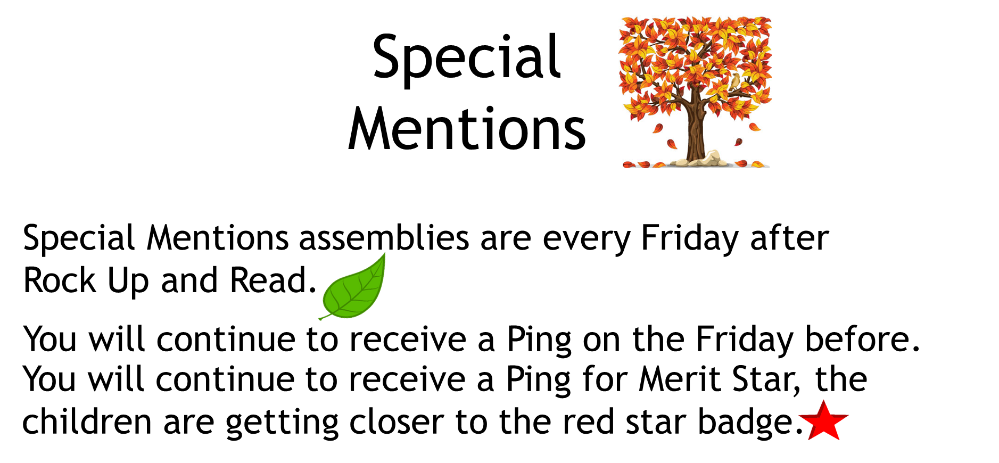 Special
Mentions
Special Mentions assemblies are every Friday after
Rock Up and Read.
You will continue to receive a Ping on the Friday before.
You will continue to receive a Ping for Merit Star, the
children are getting closer to the red star badge.